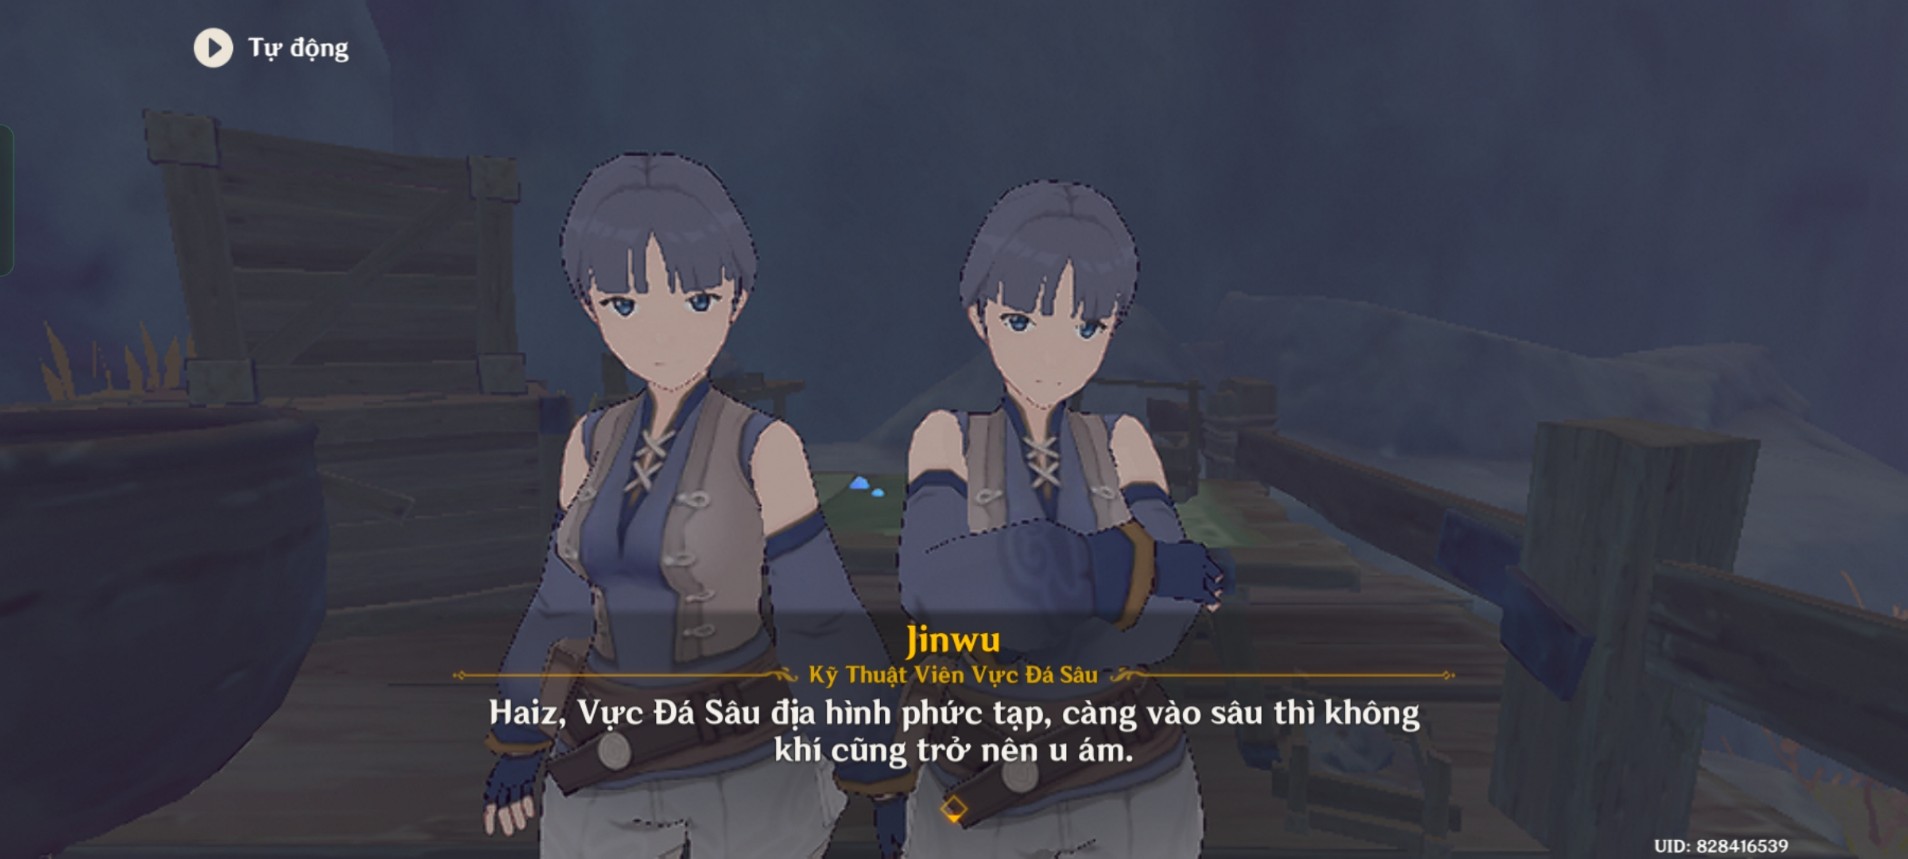 Tự động
Jinwu
Kỹ Thuật Viên Vực Đá Sâu
Haiz, Vực Đá Sâu địa hình phức tạp, càng vào sâu thì không
khí cũng trở nên u ám.
UID: 828416539